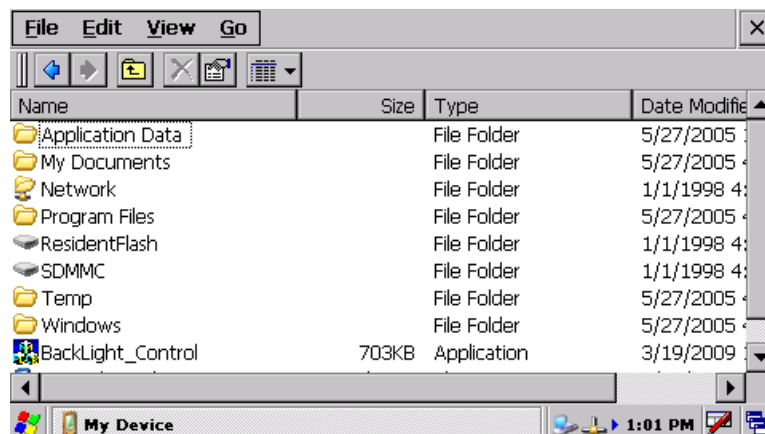 File Edit View Go
Name Size Type Date Modifie
Application Data File Folder 5/27/2005
My Documents File Folder 5/27/2005
Network File Folder 1/1/1998 4:
Program Files File Folder 5/27/2005
ResidentFlash File Folder 1/1/1998 4:
SDMMC File Folder 1/1/1998 4:
Temp File Folder 5/27/2005
Windows File Folder 5/27/2005
BackLight_Control 703KB Application 3/19/2009
My Device 1:01 PM